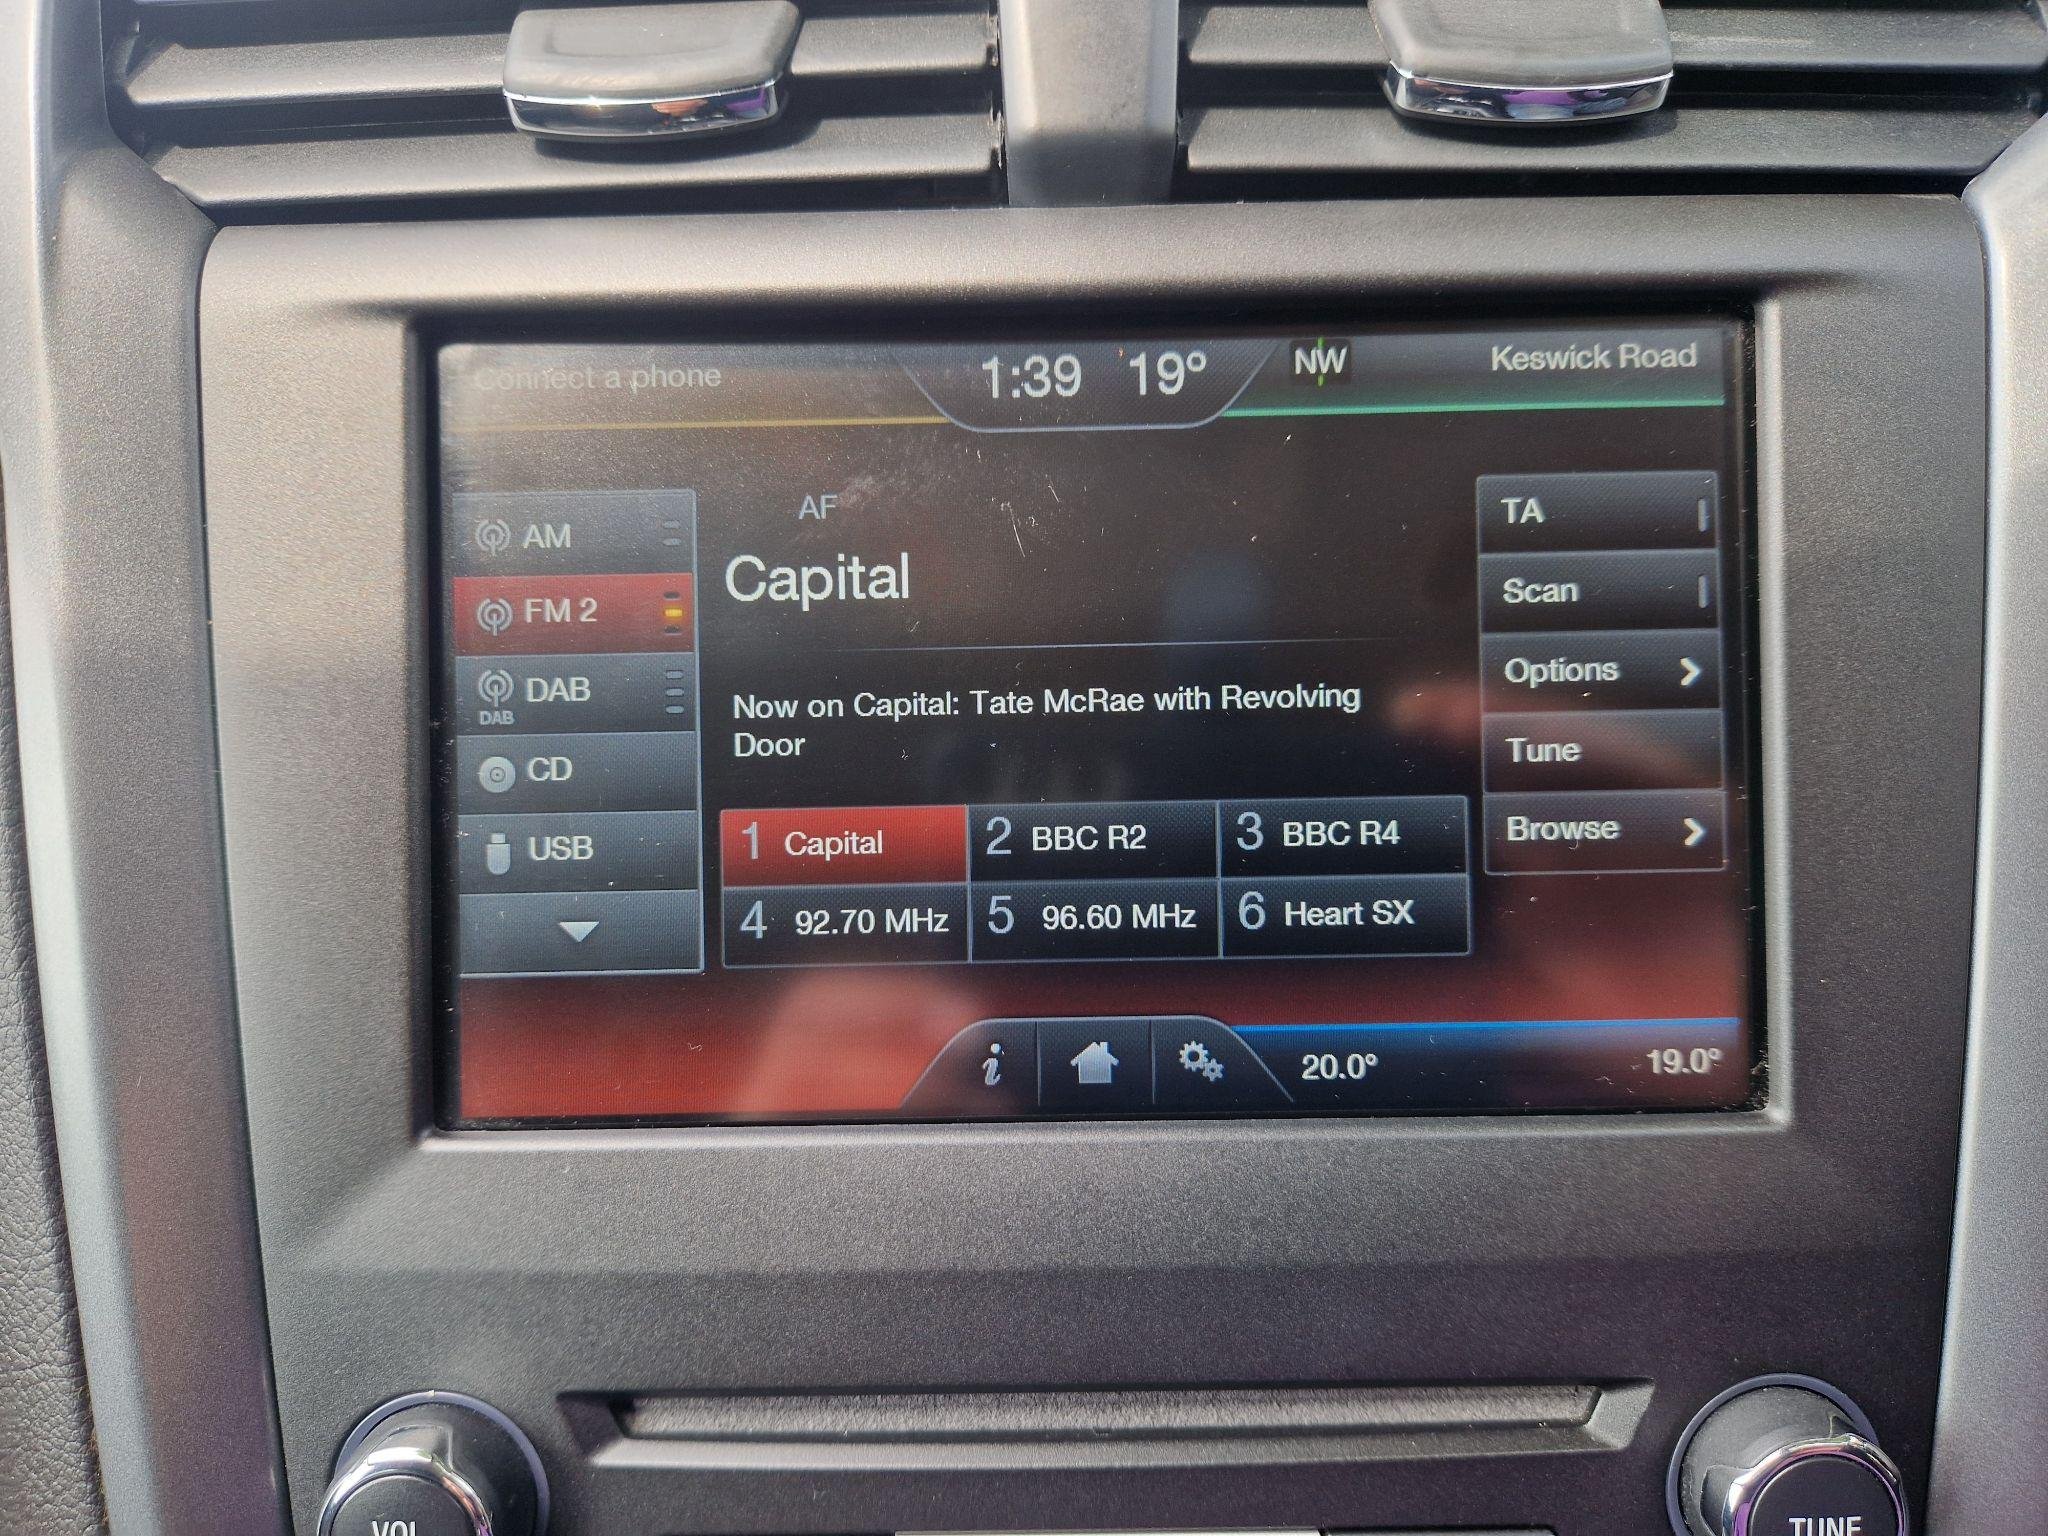 Connect a phone
1:39 19°
NW
Keswick Road
AM
FM 2
DAB
DAB
CD
USB
AF
Capital
Now on Capital: Tate McRae with Revolving
Door
1 Capital
2 BBC R2
3 BBC R4
4 92.70 MHz
5 96.60 MHz
6 Heart SX
TA
Scan
Options
Tune
Browse
i
20.0°
19.0°
VOL
TUNE